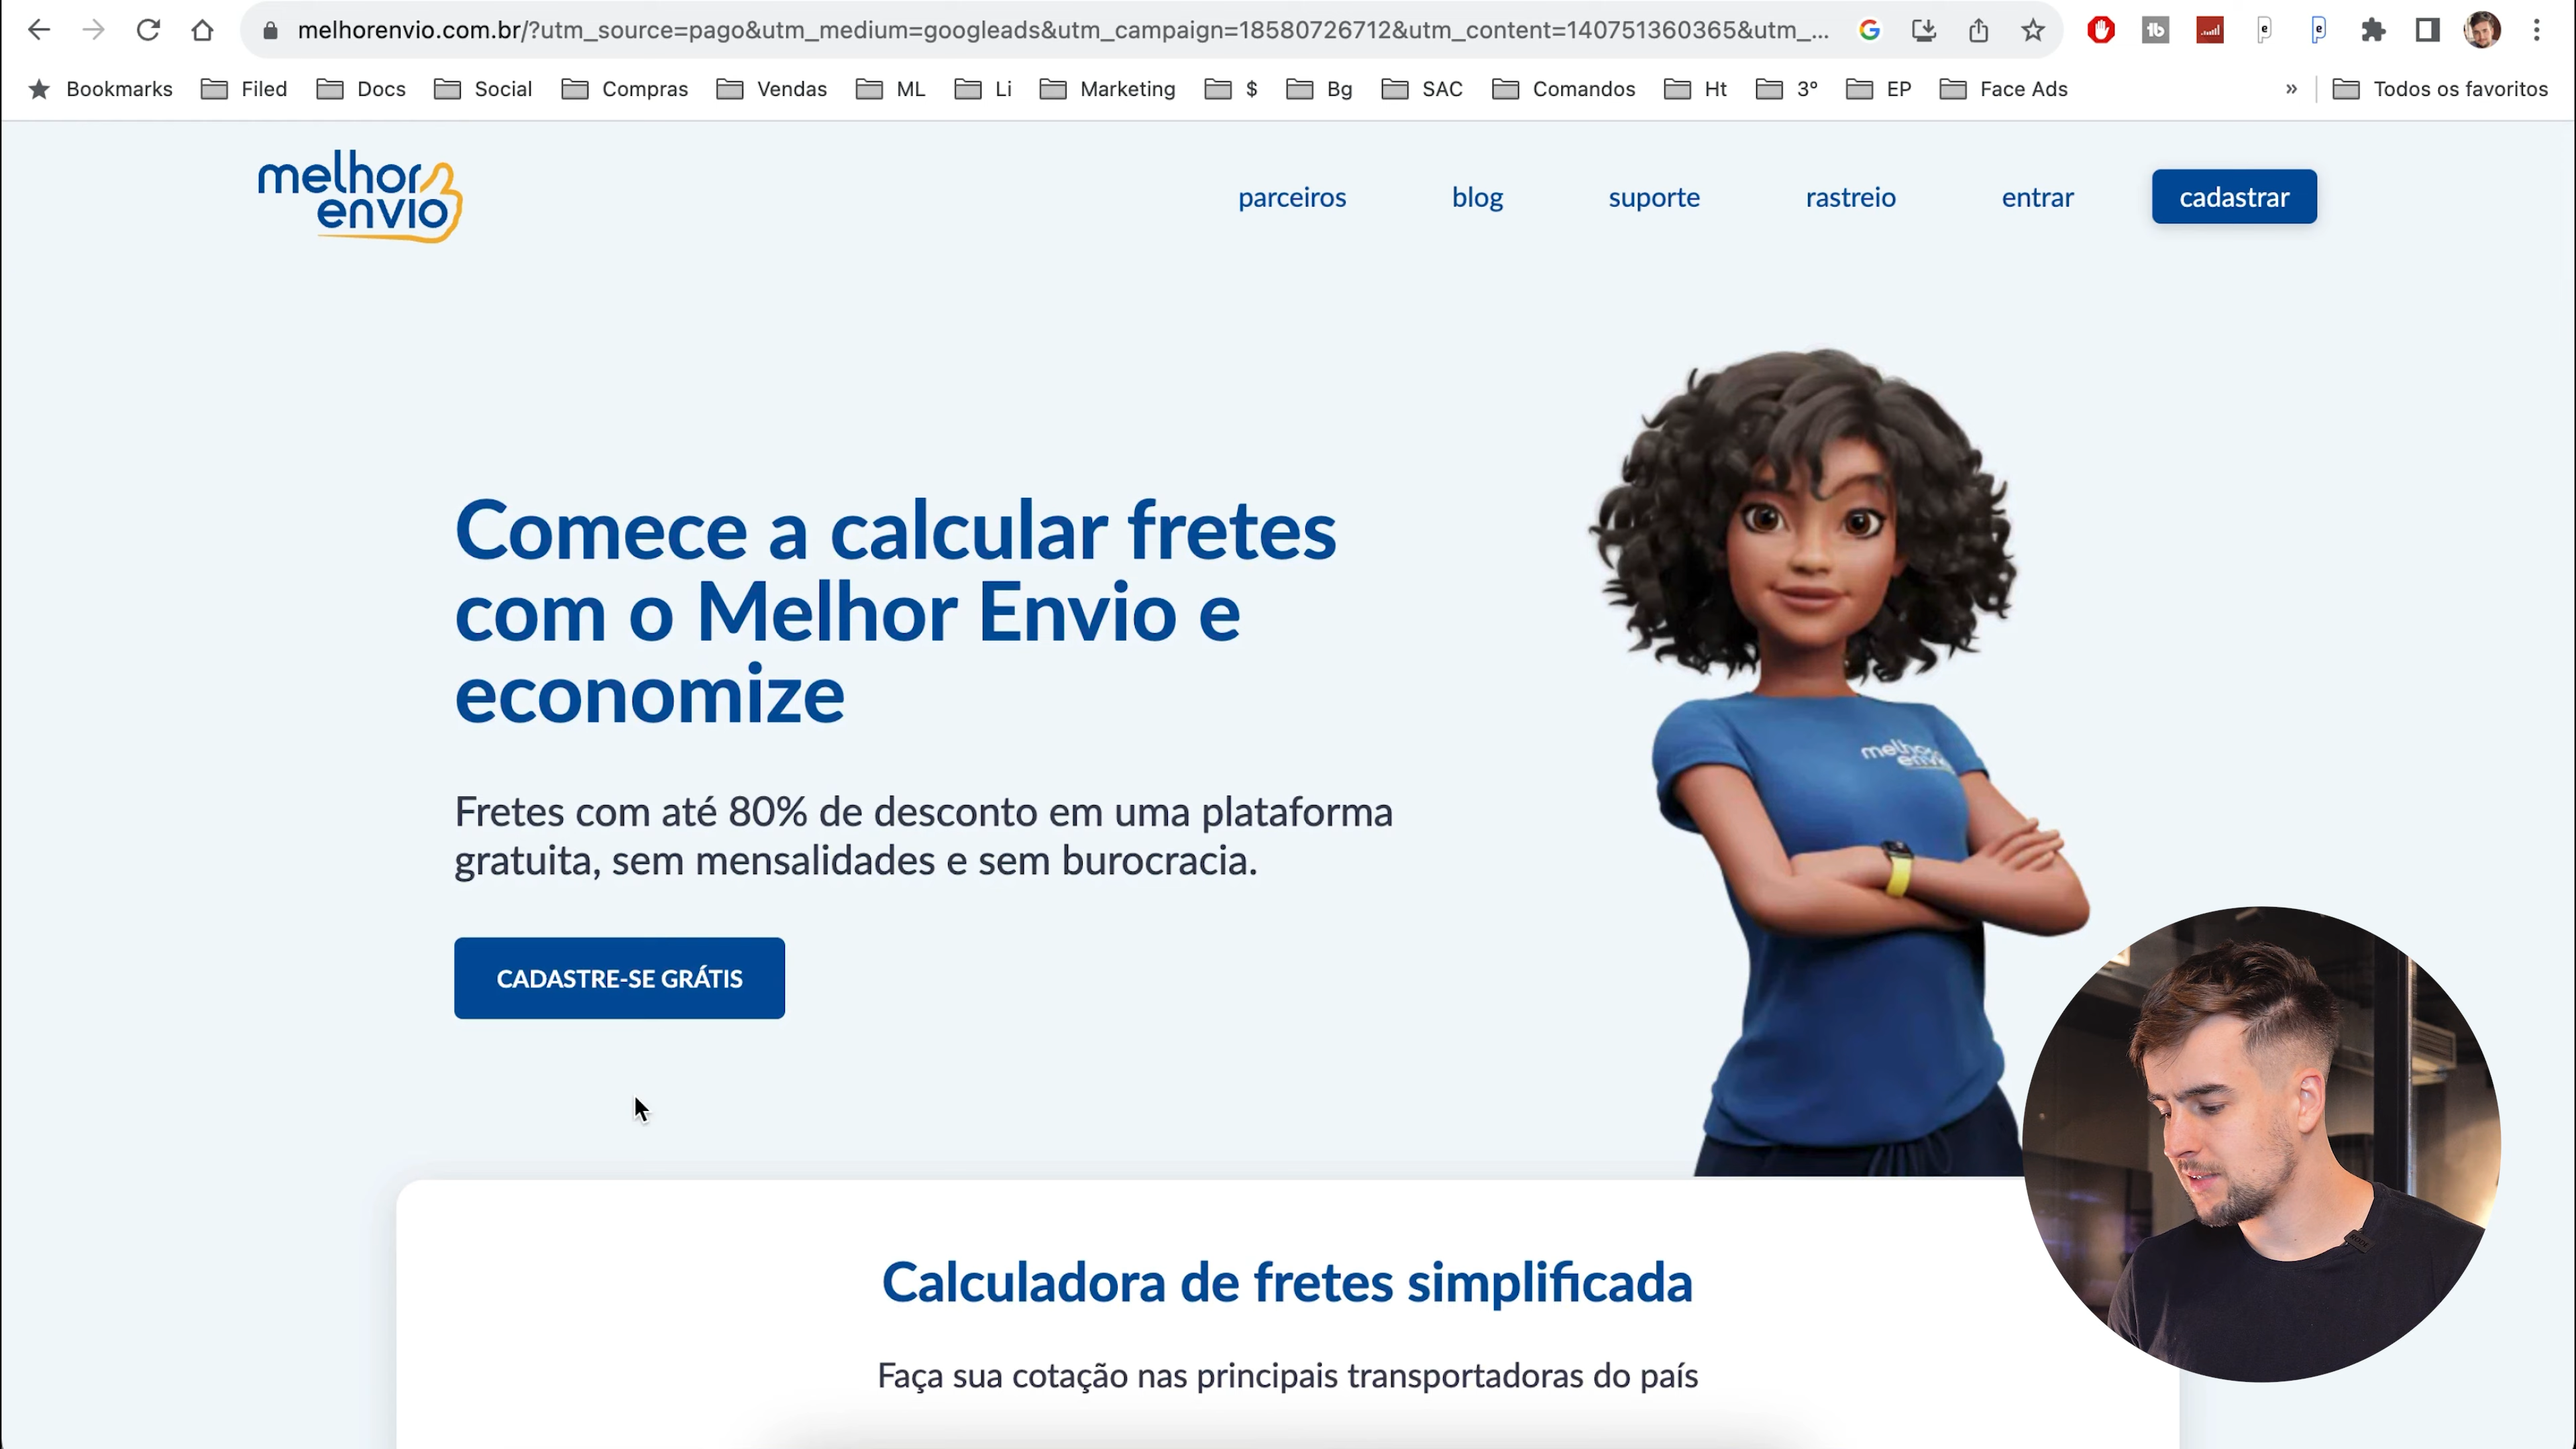 melhorenvio.com.br/?utm_source=pago&utm_medium=googleads&utm_campaign=18580726712&utm_content=140751360365&utm_...
Bookmarks Filed Docs Social Compras Vendas ML Li Marketing $ Bg SAC Comandos Ht 3º EP Face Ads » Todos os favoritos
melhor
envio
parceiros blog suporte rastreio entrar cadastrar
Comece a calcular fretes
com o Melhor Envio e
economize
Fretes com até 80% de desconto em uma plataforma
gratuita, sem mensalidades e sem burocracia.
CADASTRE-SE GRÁTIS
melhor
envio
Calculadora de fretes simplificada
Faça sua cotação nas principais transportadoras do país